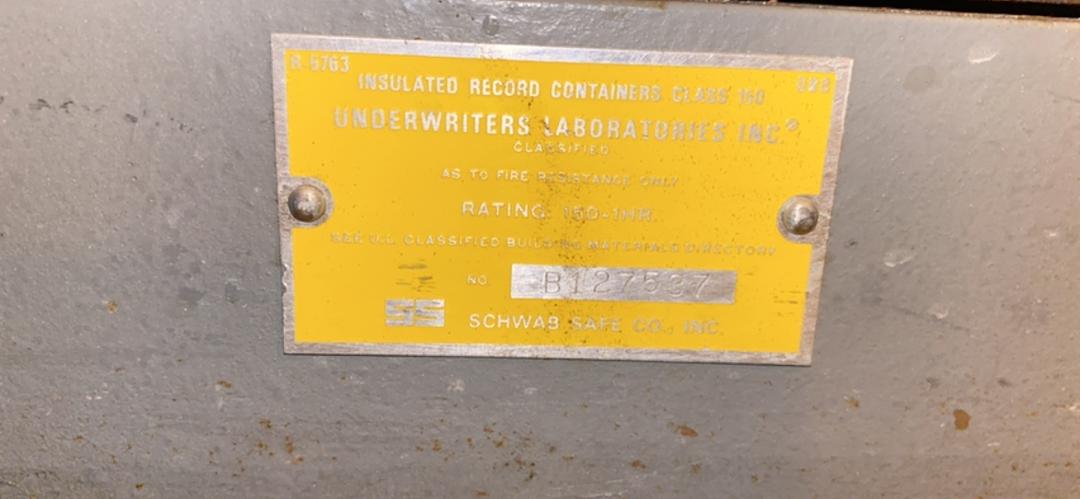 R-5763
INSULATED RECORD CONTAINERS CLASS 150
UNDERWRITERS LABORATORIES INC.®
CLASSIFIED
AS TO FIRE RESISTANCE ONLY
RATING: 150-1HR.
SEE U.L. CLASSIFIED BUILDING MATERIALS DIRECTORY
NO. B127537
SS SCHWAB SAFE CO., INC.